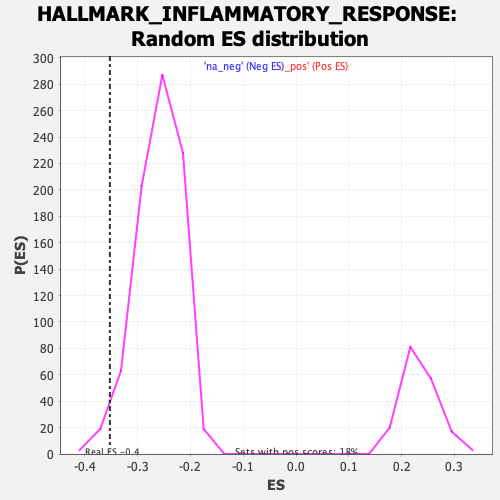 HALLMARK_INFLAMMATORY_RESPONSE:
Random ES distribution
'na_neg' (Neg ES)_pos' (Pos ES)
300
280
260
240
220
200
180
160
140
120
100
80
60
40
20
0
P(ES)
Real ES -0.4
Sets with pos scores: 18%
-0.4 -0.3 -0.2 -0.1 0.0 0.1 0.2 0.3
ES